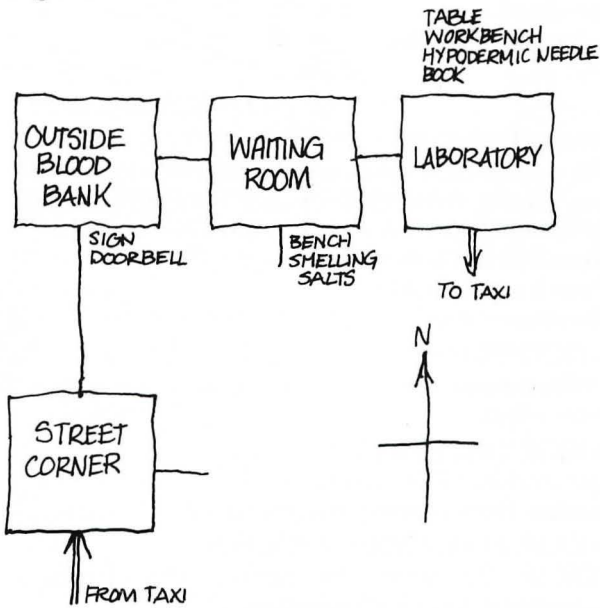 TABLE
WORKBENCH
HYPODERMIC NEEDLE
BOOK
OUTSIDE
BLOOD
BANK
WAITING
ROOM
LABORATORY
SIGN
DOORBELL
BENCH
SMELLING
SALTS
TO TAXI
N
STREET
CORNER
FROM TAXI